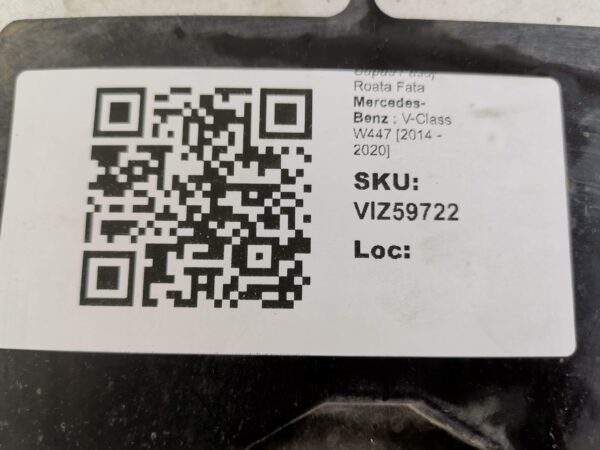 Roata Fata
Mercedes-
Benz : V-Class
W447 [2014 -
2020]
SKU:
VIZ59722
Loc: